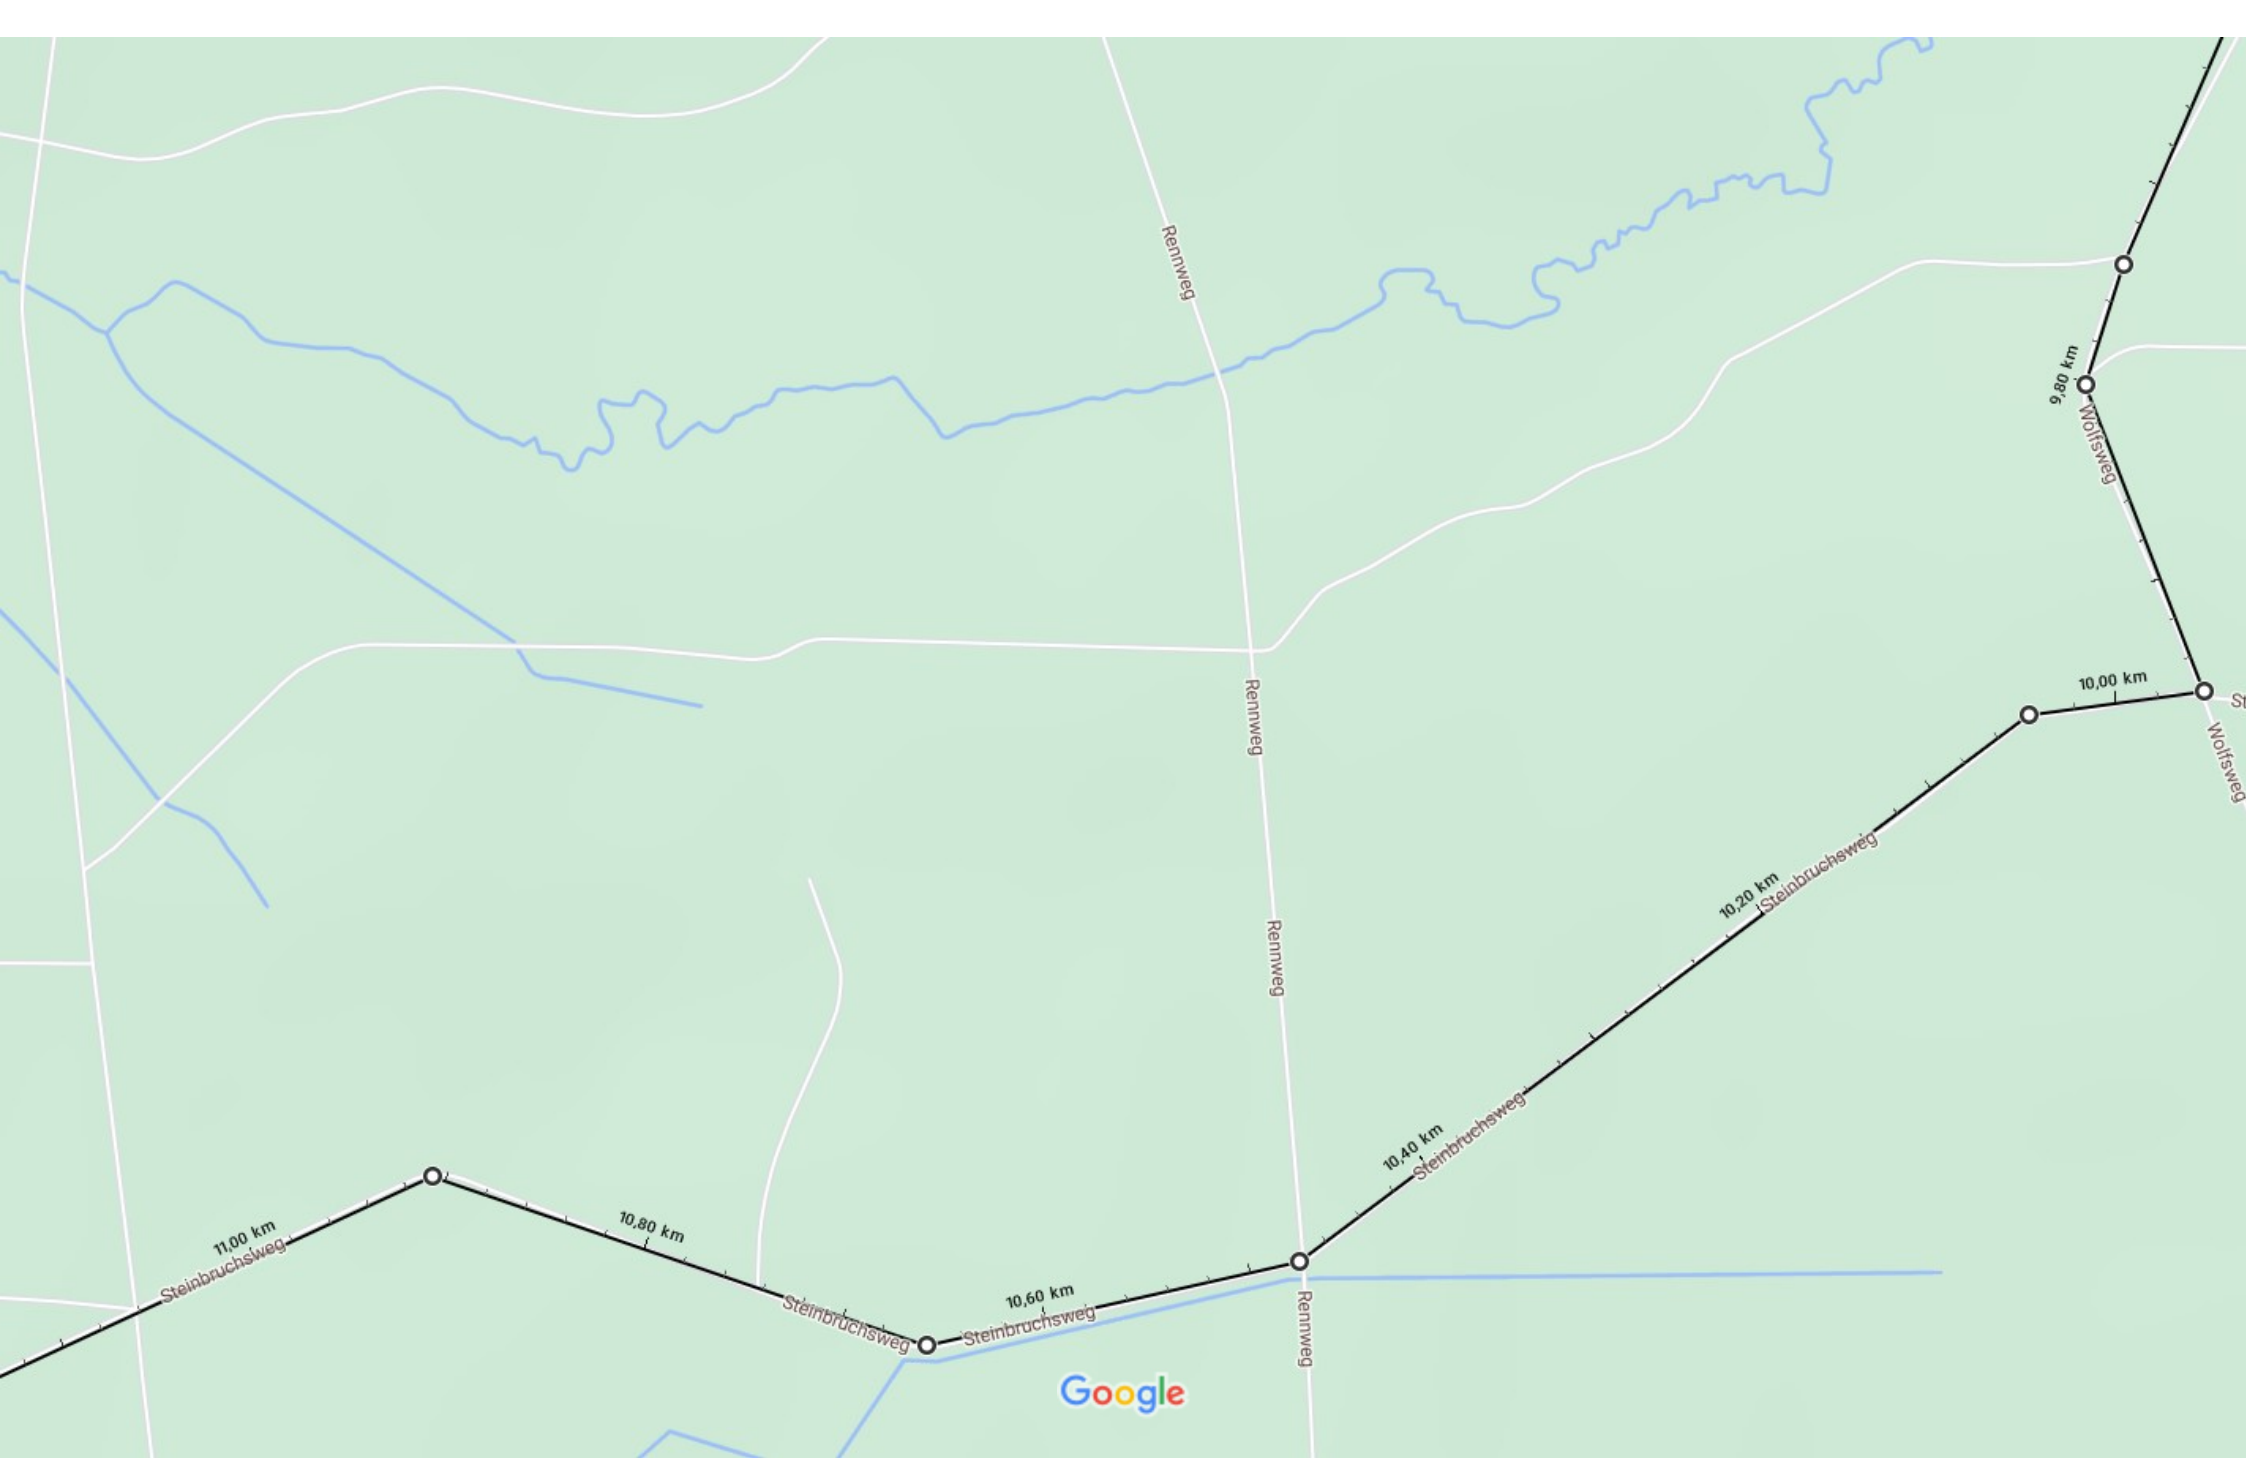 Rennweg
9,80 km
Wolfsweg
10,00 km
St
Rennweg
Wolfsweg
Steinbruchsweg
10,20 km
Rennweg
Steinbruchsweg
10,40 km
11,00 km
Steinbruchsweg
10,80 km
Steinbruchsweg
10,60 km
Steinbruchsweg
Rennweg
Google